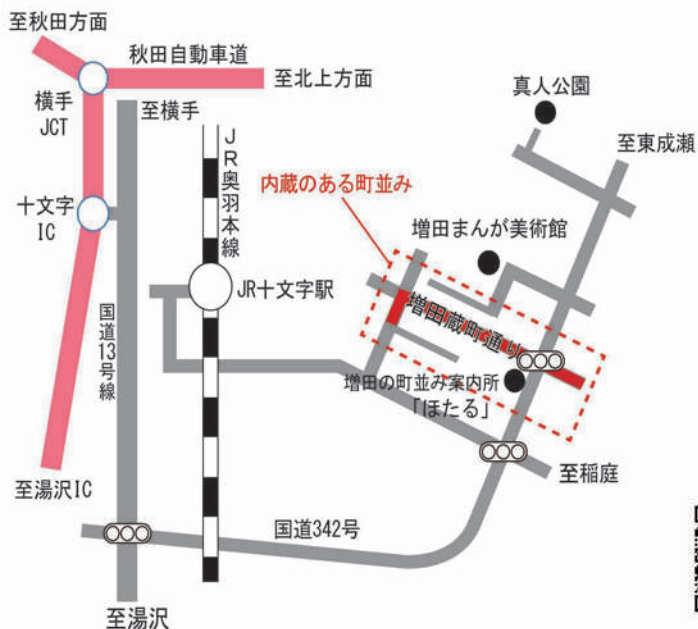 至秋田方面
秋田自動車道
至北上方面
横手
JCT
至横手
JR奥羽本線
真人公園
至東成瀬
内蔵のある町並み
十文字
IC
増田まんが美術館
JR十文字駅
国道13号線
増田蔵町通り
増田の町並み案内所
「ほたる」
至湯沢IC
至稲庭
国道342号
至湯沢